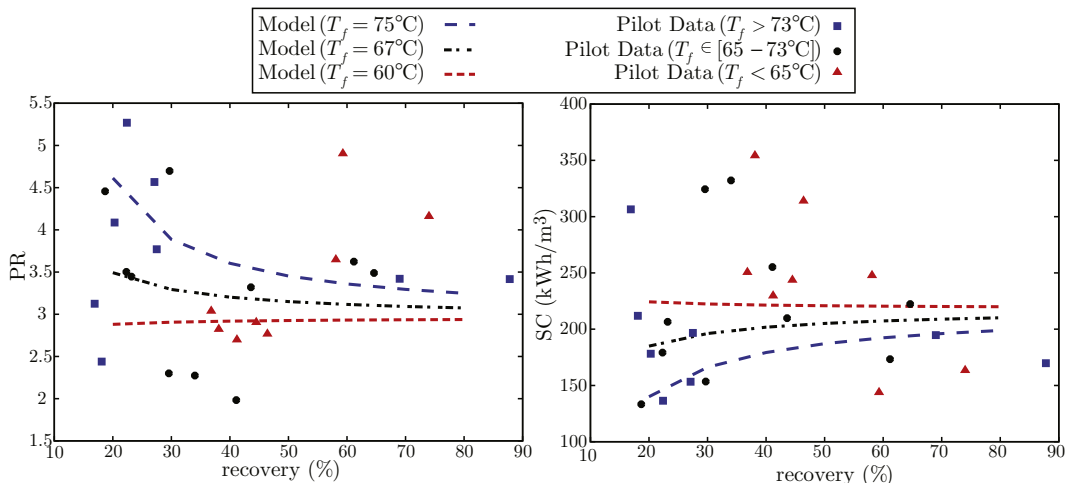 Model (T_f = 75°C)
Model (T_f = 67°C)
Model (T_f = 60°C)
Pilot Data (T_f > 73°C)
Pilot Data (T_f ∈ [65 − 73°C])
Pilot Data (T_f < 65°C)
5.5
5
4.5
4
3.5
3
2.5
2
1.5
PR
10 20 30 40 50 60 70 80 90
recovery (%)
400
350
300
250
200
150
100
SC (kWh/m3)
10 20 30 40 50 60 70 80 90
recovery (%)